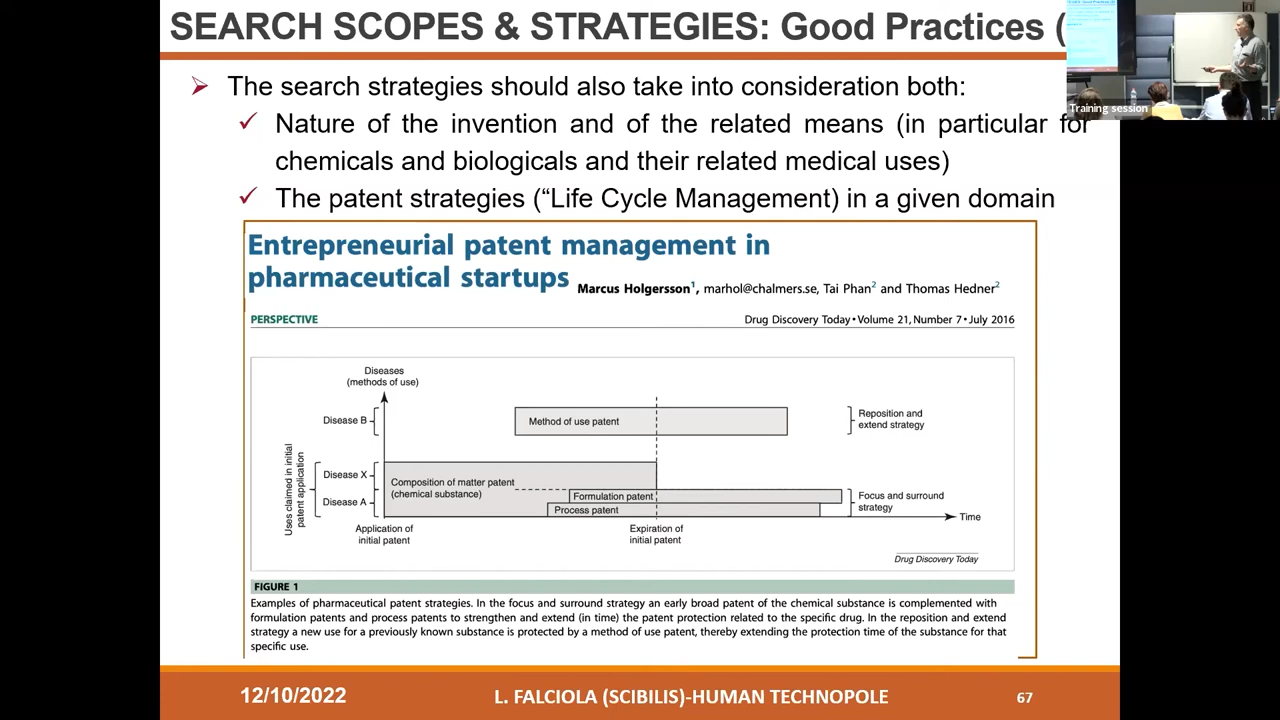 SEARCH SCOPES & STRATEGIES: Good Practices (
Training session
The search strategies should also take into consideration both:
Nature of the invention and of the related means (in particular for
chemicals and biologicals and their related medical uses)
The patent strategies (“Life Cycle Management) in a given domain
Entrepreneurial patent management in
pharmaceutical startups Marcus Holgersson1, marhol@chalmers.se, Tai Phan2 and Thomas Hedner2
PERSPECTIVE Drug Discovery Today • Volume 21, Number 7 • July 2016
Diseases
(methods of use)
Disease B
Method of use patent
Reposition and
extend strategy
Uses claimed in initial
patent application
Disease X
Disease A
Composition of matter patent
(chemical substance)
Formulation patent
Process patent
Focus and surround
strategy
Time
Application of
initial patent
Expiration of
initial patent
Drug Discovery Today
FIGURE 1
Examples of pharmaceutical patent strategies. In the focus and surround strategy an early broad patent of the chemical substance is complemented with
formulation patents and process patents to strengthen and extend (in time) the patent protection related to the specific drug. In the reposition and extend
strategy a new use for a previously known substance is protected by a method of use patent, thereby extending the protection time of the substance for that
specific use.
12/10/2022 L. FALCIOLA (SCIBILIS)-HUMAN TECHNOPOLE 67